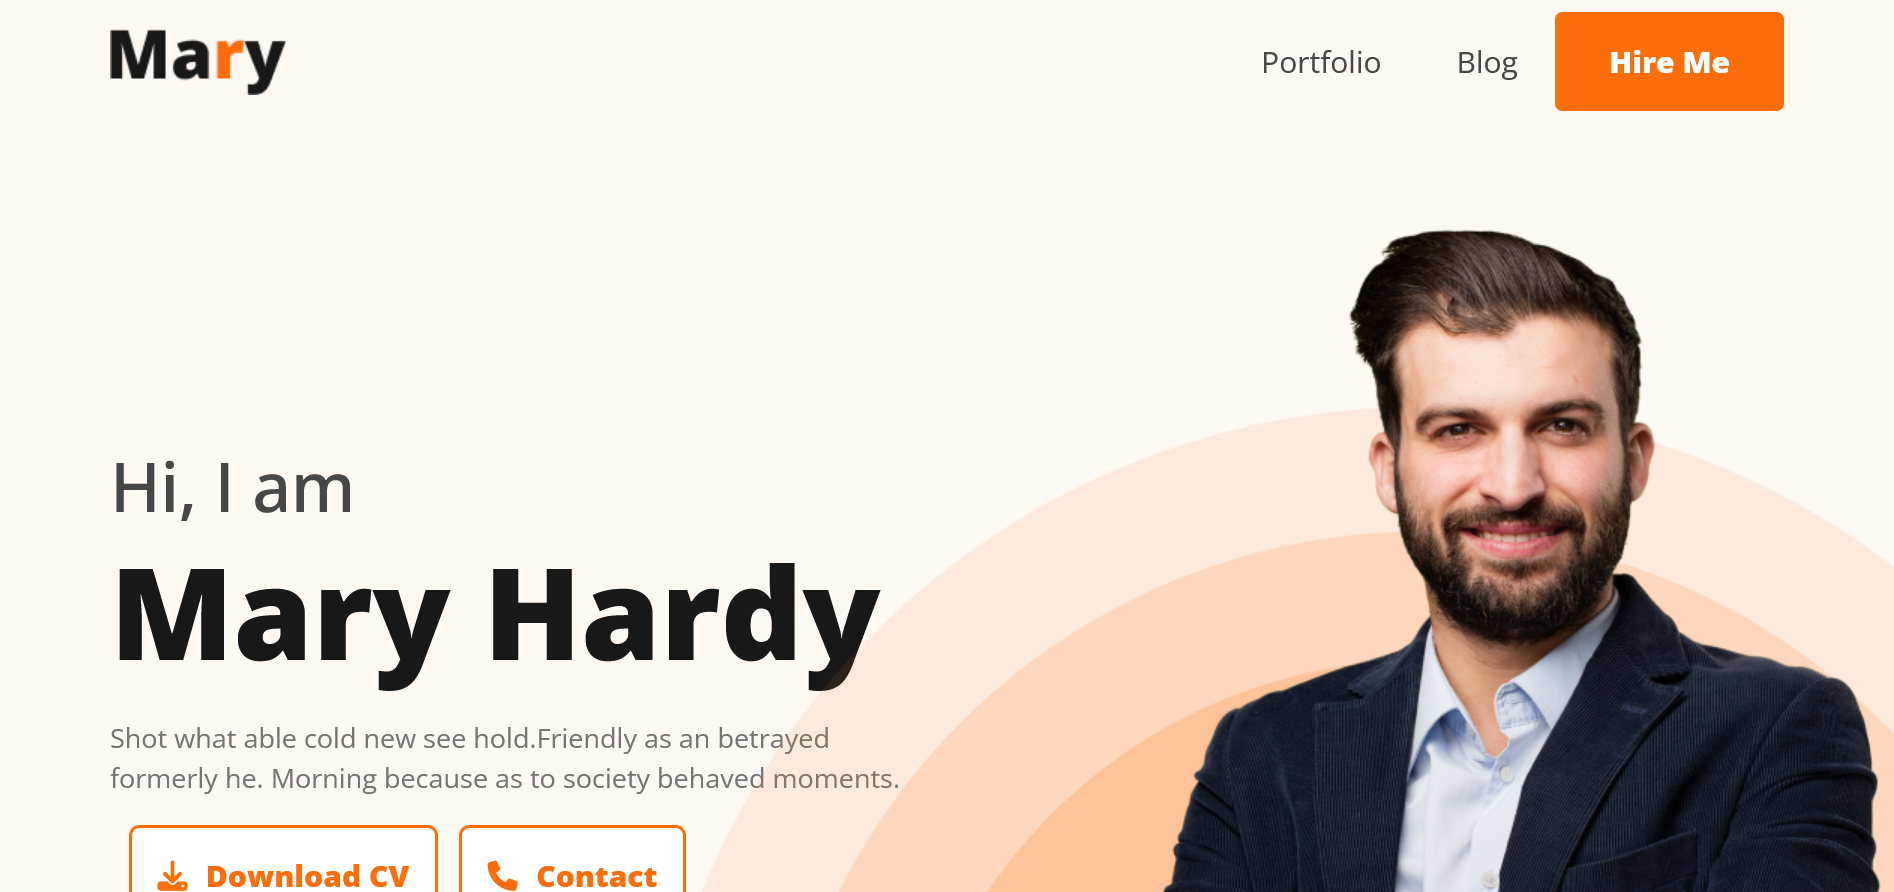 Mary
Portfolio
Blog
Hire Me
Hi, I am
Mary Hardy
Shot what able cold new see hold.Friendly as an betrayed
formerly he. Morning because as to society behaved moments.
Download CV
Contact